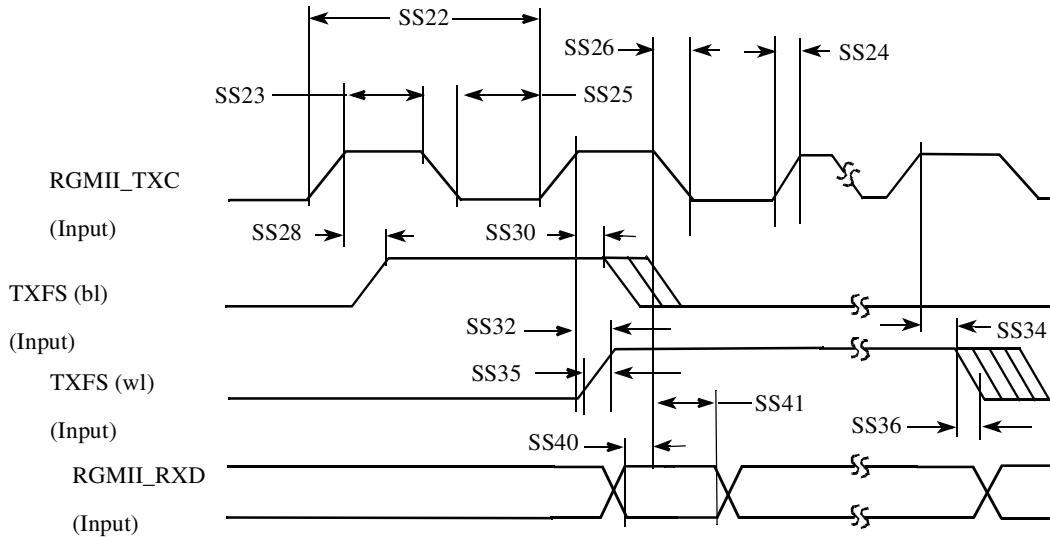 SS22
SS26
SS24
SS23
SS25
RGMII_TXC
(Input)
SS28
SS30
TXFS (bl)
(Input)
SS32
SS34
TXFS (wl)
(Input)
SS35
SS41
SS36
SS40
RGMII_RXD
(Input)